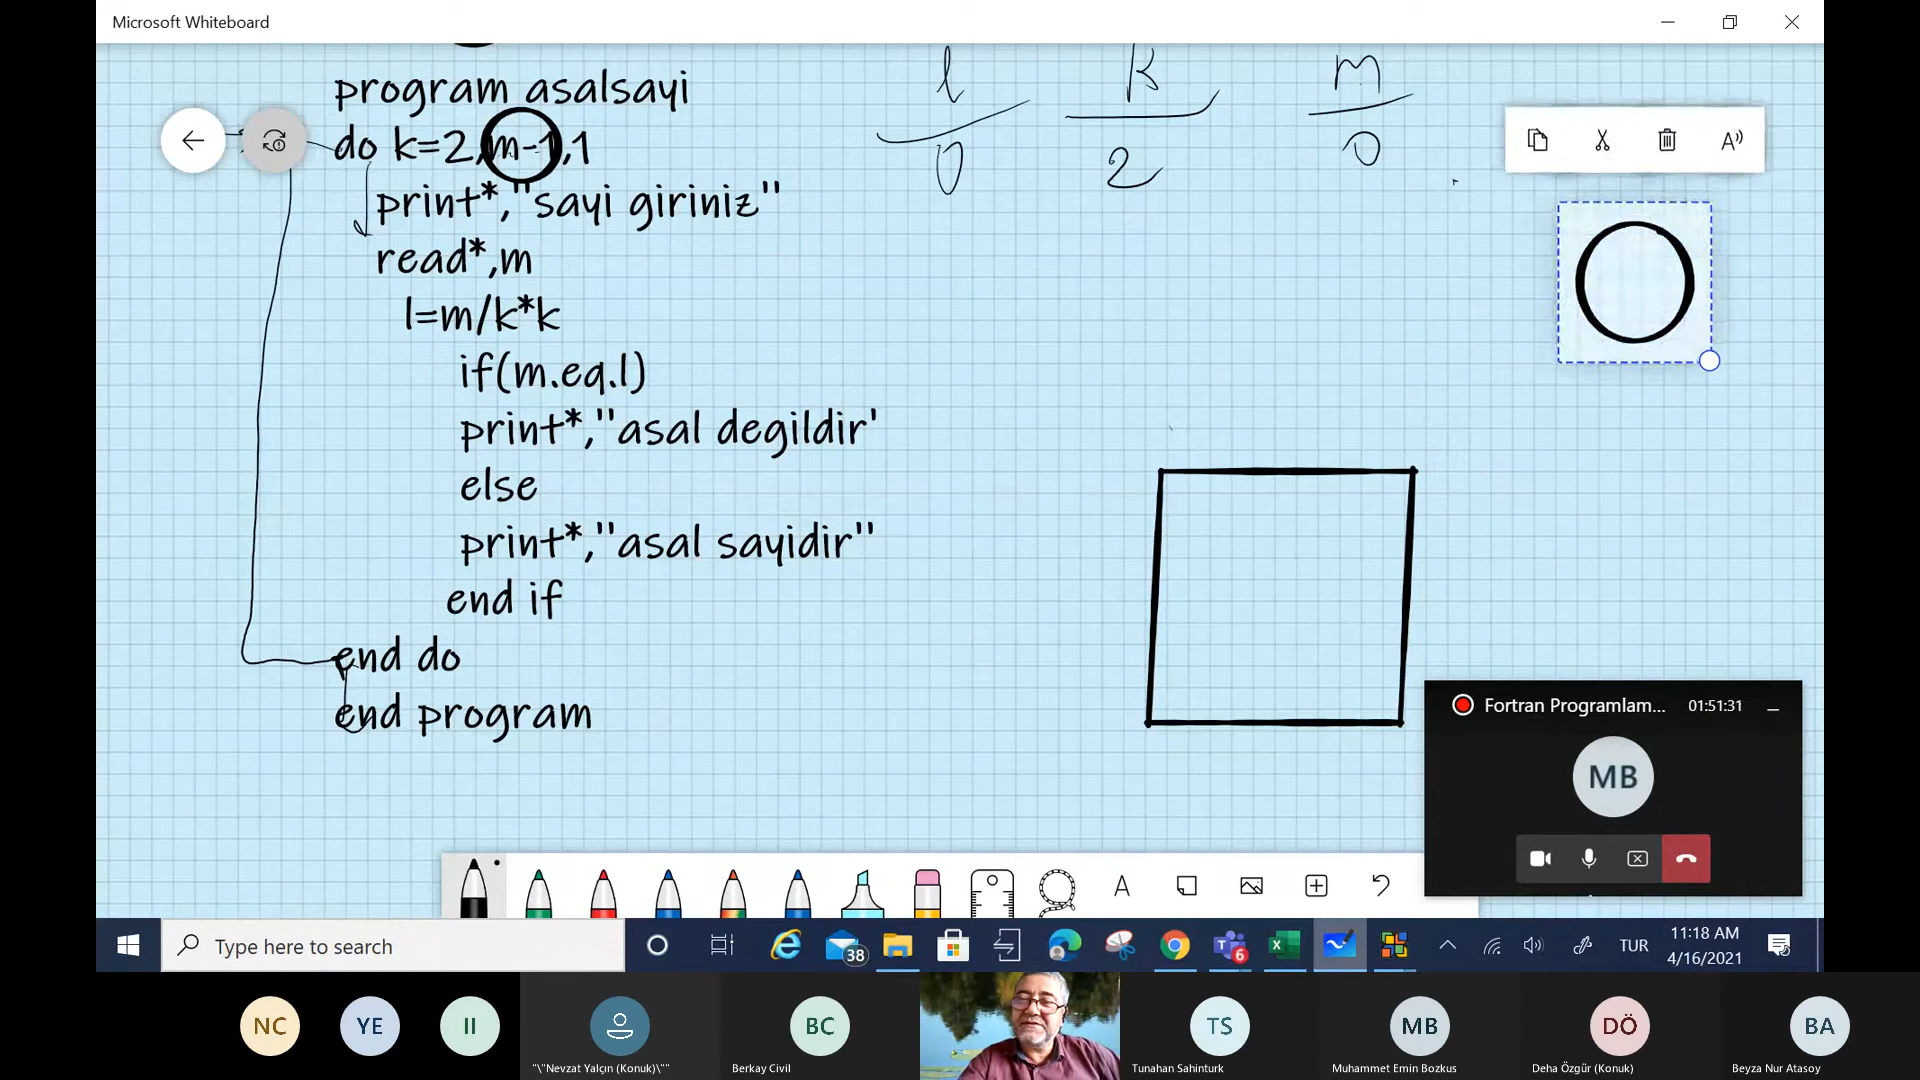 Microsoft Whiteboard
program asalsayi
do k=2,m-1,1
print*,"sayi giriniz"
read*,m
l=m/k*k
if(m.eq.l)
print*,"asal degildir'
else
print*,"asal sayidir"
end if
end do
end program
l k m
0 2 0
A
Fortran Programlam... 01:51:31
MB
A
Type here to search
38
6
TUR
11:18 AM
4/16/2021
NC YE II BC TS MB DÖ BA
"\"Nevzat Yalçın (Konuk)\"" Berkay Civil Tunahan Sahinturk Muhammet Emin Bozkus Deha Özgür (Konuk) Beyza Nur Atasoy